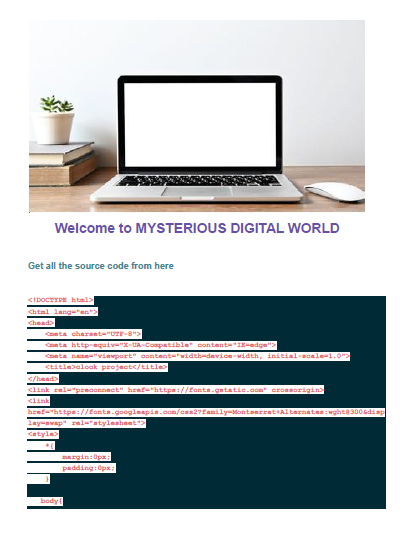 Welcome to MYSTERIOUS DIGITAL WORLD
Get all the source code from here
<!DOCTYPE html>
<html lang="en">
<head>
<meta charset="UTF-8">
<meta http-equiv="X-UA-Compatible" content="IE=edge">
<meta name="viewport" content="width=device-width, initial-scale=1.0">
<title>clouk project</title>
</head>
<link rel="preconnect" href="https://fonts.gstatic.com" crossorigin>
<link
href="https://fonts.googleapis.com/css2?family=Montserrat+Alternates:wght@300&disp
lay=swap" rel="stylesheet">
<style>
*{
margin:0px;
padding:0px;
}
body{